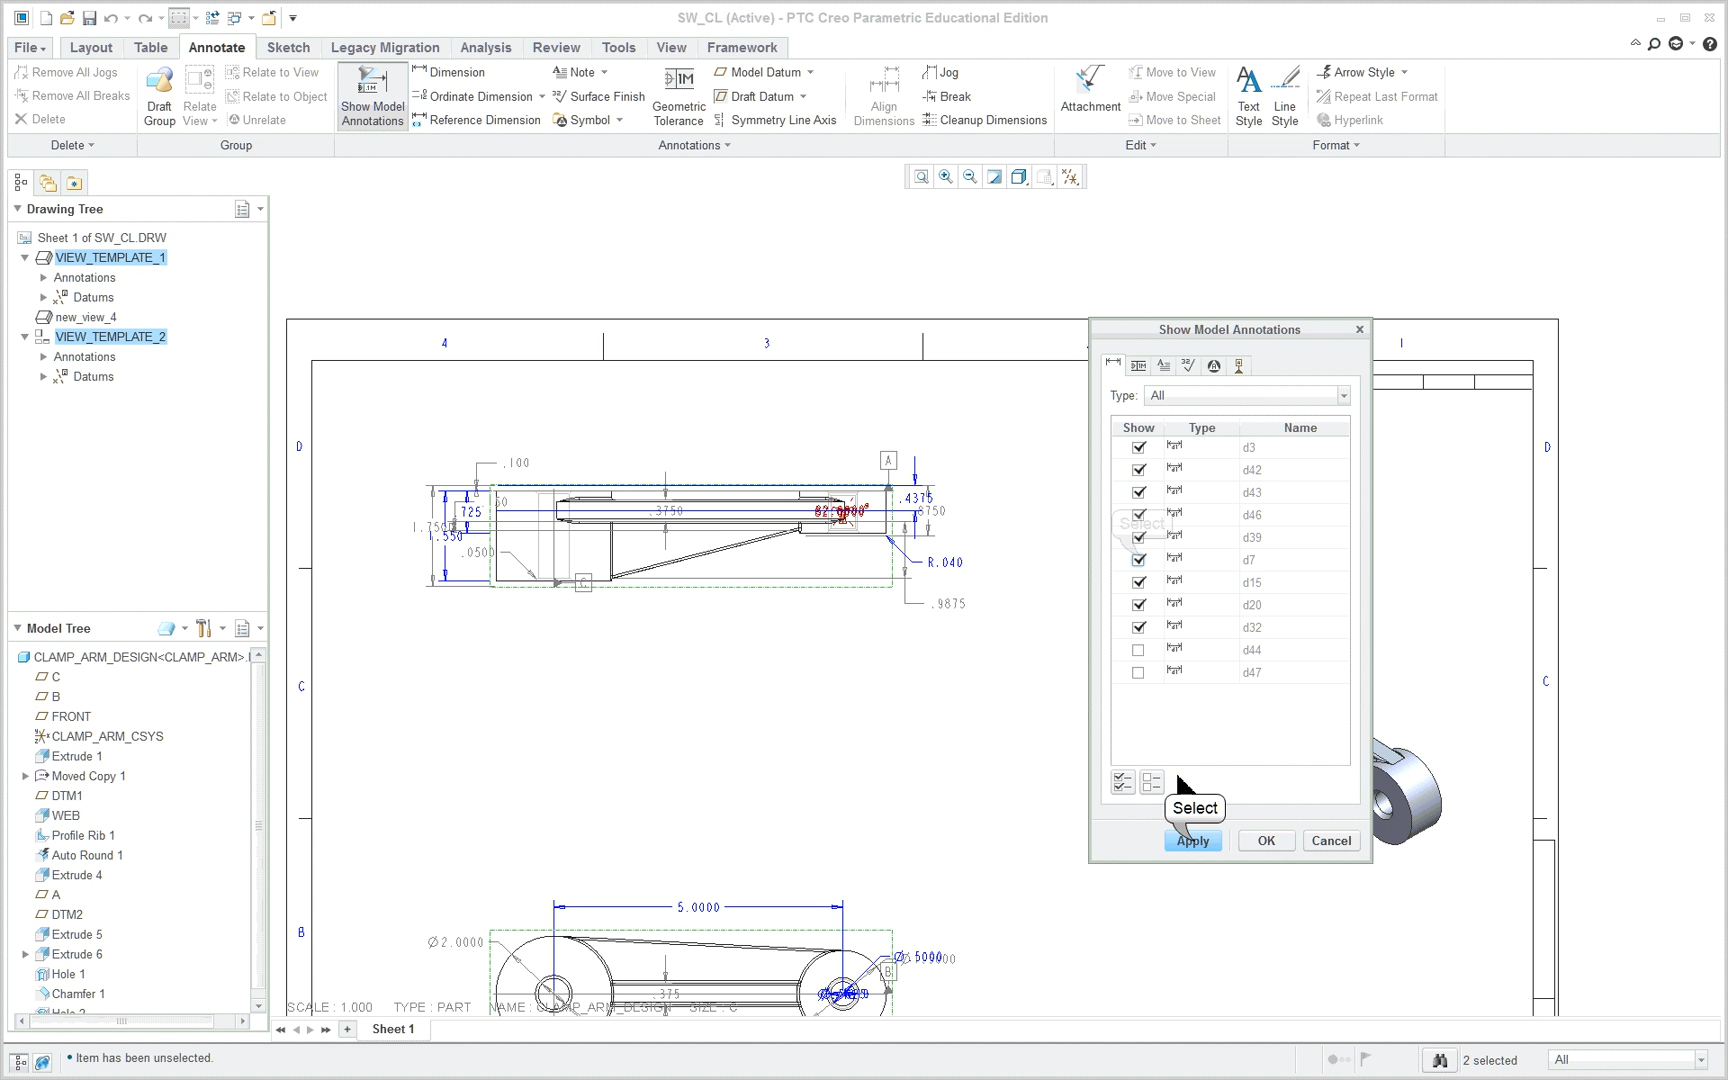 SW_CL (Active) - PTC Creo Parametric Educational Edition
File
Layout
Table
Annotate
Sketch
Legacy Migration
Analysis
Review
Tools
View
Framework
Remove All Jogs
Remove All Breaks
Delete
Delete
Draft Group
Relate View
Relate to View
Relate to Object
Unrelate
Group
Show Model Annotations
Dimension
Ordinate Dimension
Reference Dimension
Note
Surface Finish
Symbol
Geometric Tolerance
Model Datum
Draft Datum
Symmetry Line Axis
Align Dimensions
Jog
Break
Cleanup Dimensions
Annotations
Attachment
Move to View
Move Special
Move to Sheet
Edit
Text Style
Line Style
Arrow Style
Repeat Last Format
Hyperlink
Format
Drawing Tree
Sheet 1 of SW_CL.DRW
VIEW_TEMPLATE_1
Annotations
Datums
new_view_4
VIEW_TEMPLATE_2
Annotations
Datums
Model Tree
CLAMP_ARM_DESIGN<CLAMP_ARM>.
C
B
FRONT
CLAMP_ARM_CSYS
Extrude 1
Moved Copy 1
DTM1
WEB
Profile Rib 1
Auto Round 1
Extrude 4
A
DTM2
Extrude 5
Extrude 6
Hole 1
Chamfer 1
4
3
1
D
D
C
C
B
.100
A
.4375
725
.3750
1.550
.0500
R.040
C
.9875
5.0000
Ø2.0000
Ø.5000
B
.375
SCALE : 1.000 TYPE : PART NAME : CLAMP_ARM_DESIGN SIZE : C
Show Model Annotations
Type: All
Show Type Name
d3
d42
d43
d46
Select
d39
d7
d15
d20
d32
d44
d47
Select
Apply
OK
Cancel
Sheet 1
• Item has been unselected.
2 selected
All